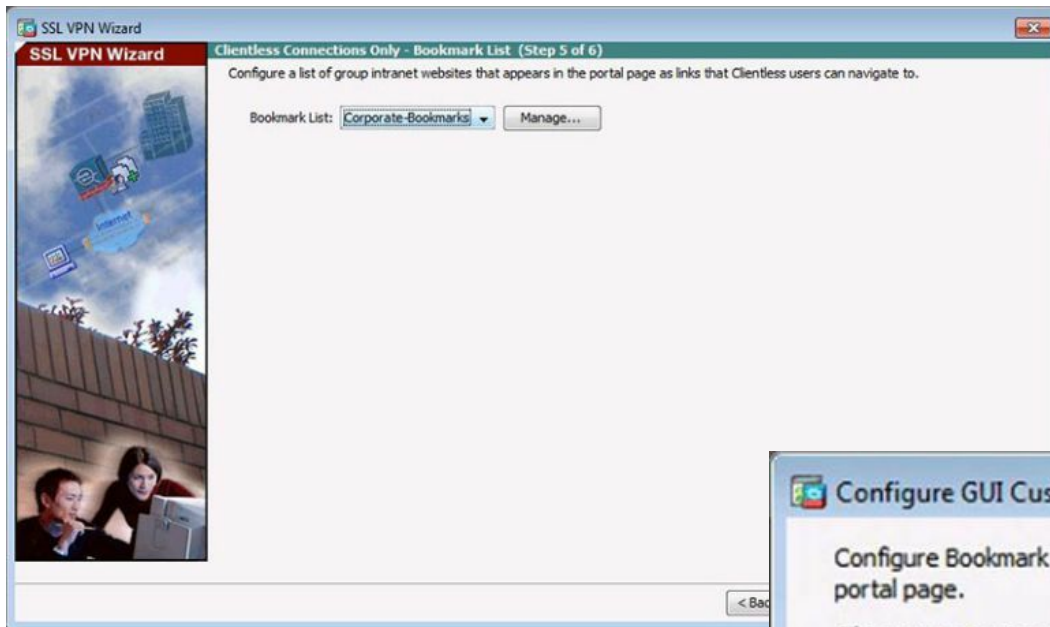 SSL VPN Wizard
SSL VPN Wizard
Clientless Connections Only - Bookmark List (Step 5 of 6)
Configure a list of group intranet websites that appears in the portal page as links that Clientless users can navigate to.
Bookmark List: Corporate-Bookmarks Manage...
Internet
< Bac
Configure GUI Cus
Configure Bookmark
portal page.